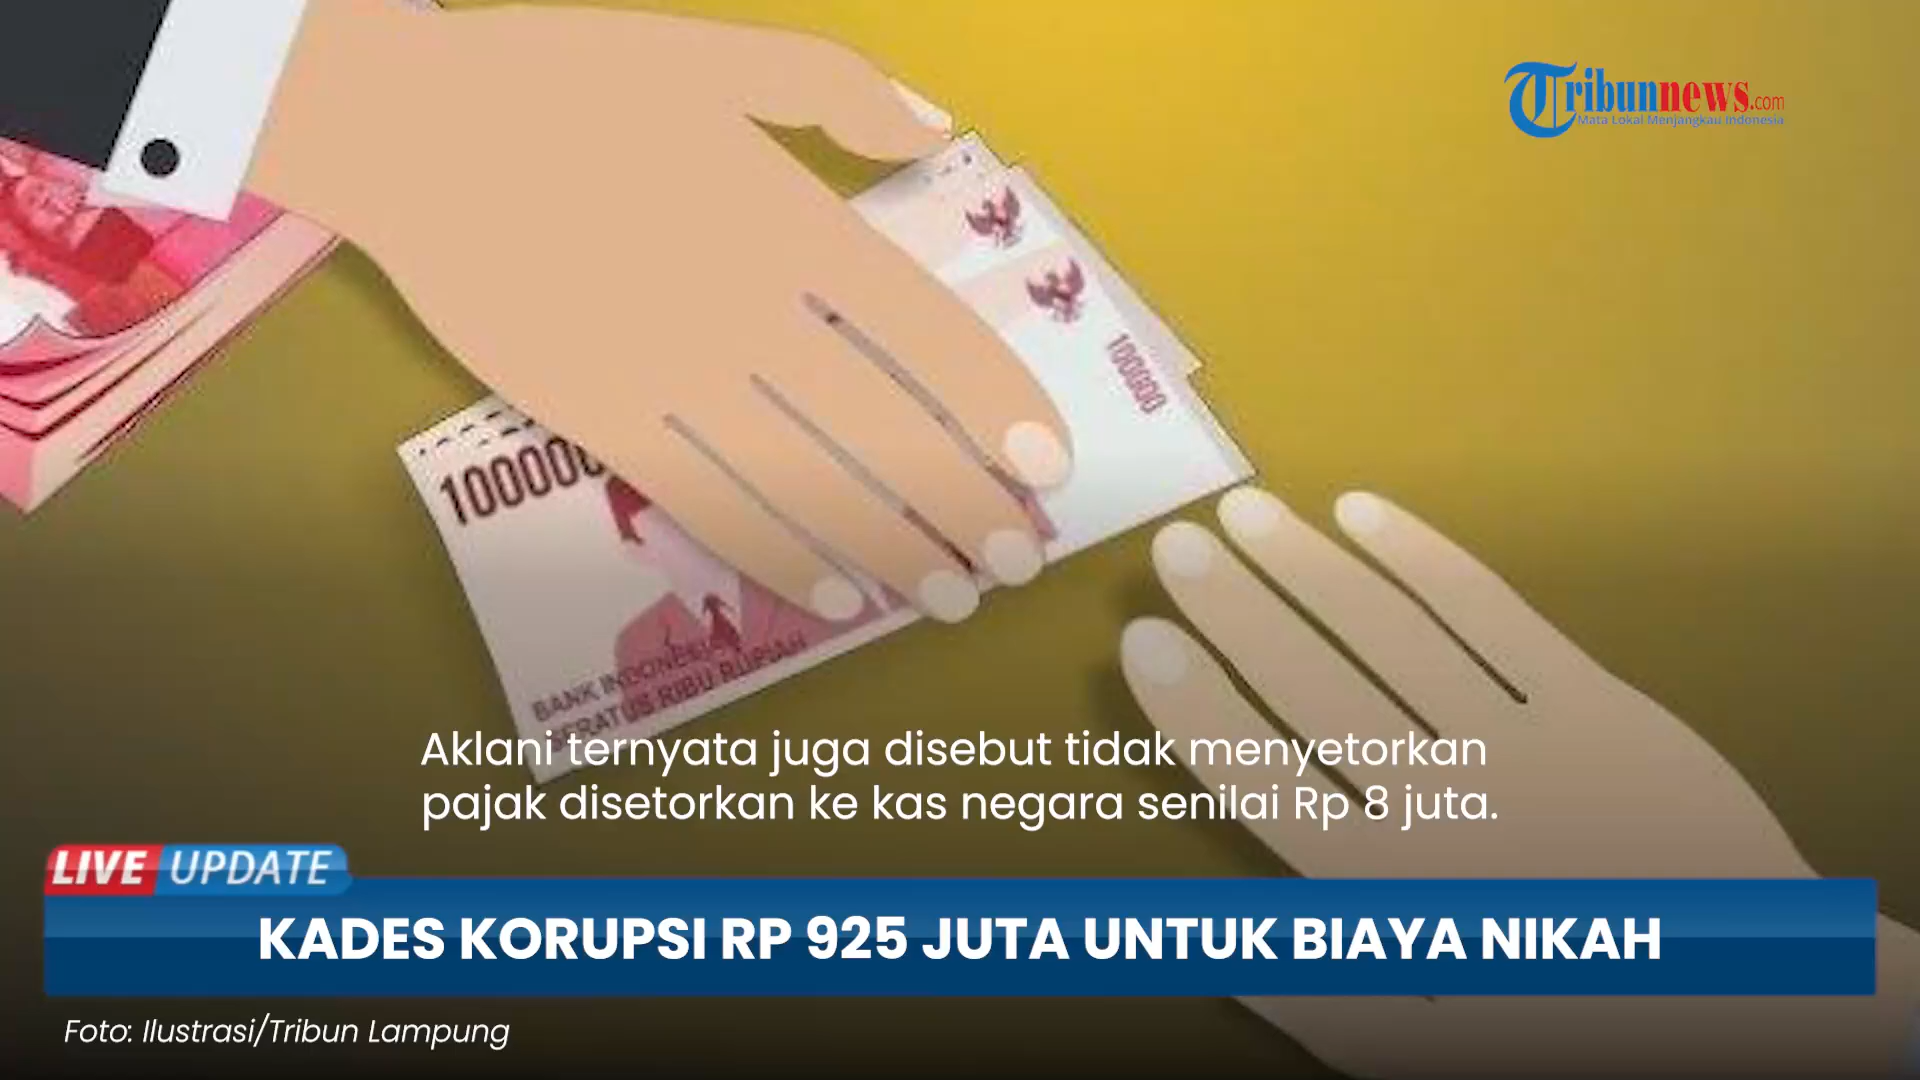 Tribunnews.com
Mata Lokal Menjangkau Indonesia
100000
100000
BANK INDONESIA
SERATUS RIBU RUPIAH
Aklani ternyata juga disebut tidak menyetorkan
pajak disetorkan ke kas negara senilai Rp 8 juta.
LIVE UPDATE
KADES KORUPSI RP 925 JUTA UNTUK BIAYA NIKAH
Foto: Ilustrasi/Tribun Lampung